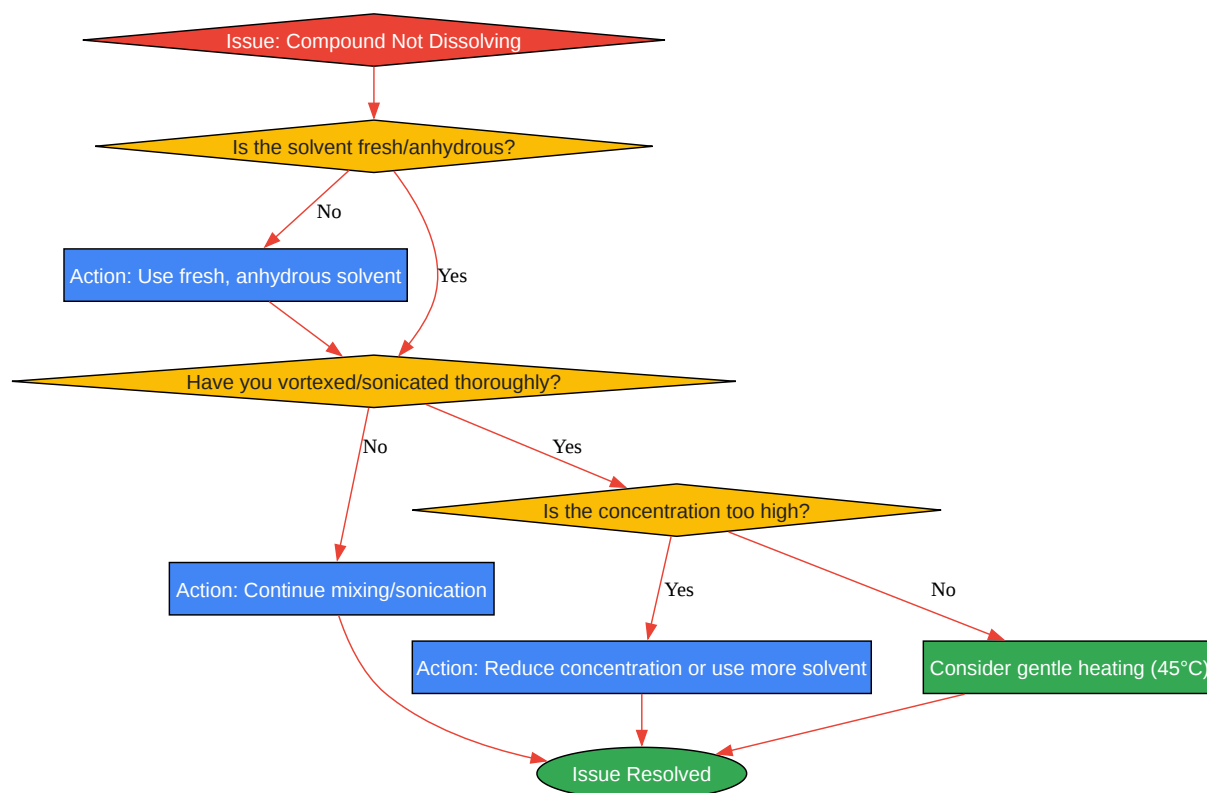 Issue: Compound Not Dissolving
Is the solvent fresh/anhydrous?
No
Action: Use fresh, anhydrous solvent
Yes
Have you vortexed/sonicated thoroughly?
No
Yes
Is the concentration too high?
Action: Continue mixing/sonication
Yes
No
Action: Reduce concentration or use more solvent
Consider gentle heating (45°C)
Issue Resolved